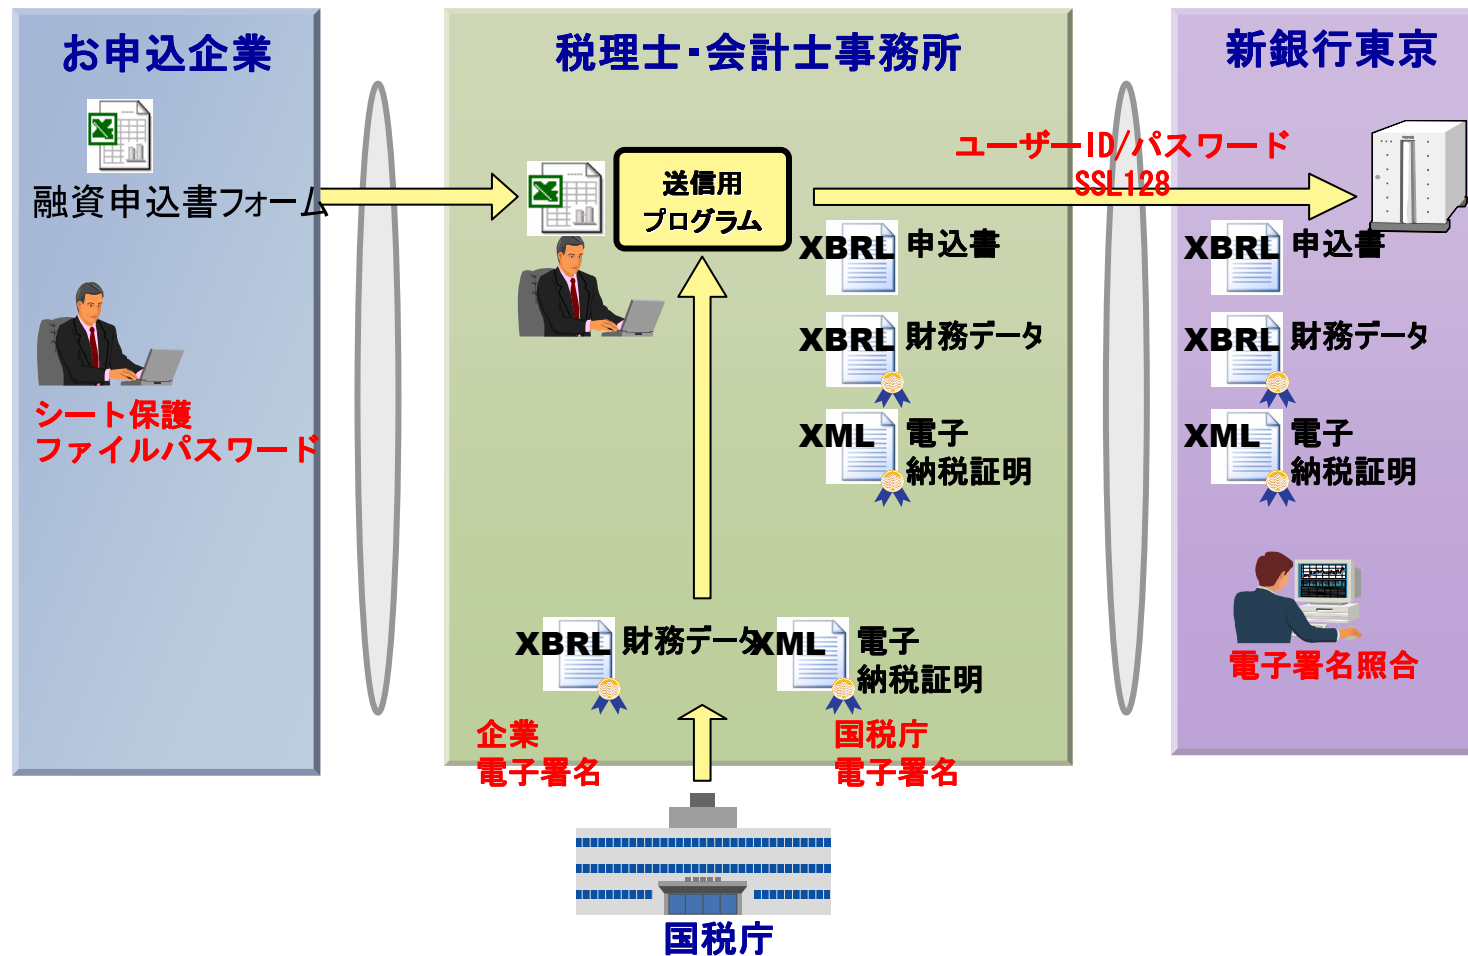 お申込企業
融資申込書フォーム
シート保護
ファイルパスワード
税理士・会計士事務所
送信用
プログラム
ユーザーID/パスワード
SSL128
XBRL 申込書
XBRL 財務データ
XML 電子
納税証明
XBRL 財務データ
XML 電子
納税証明
企業
電子署名
国税庁
電子署名
国税庁
新銀行東京
XBRL 申込書
XBRL 財務データ
XML 電子
納税証明
電子署名照合